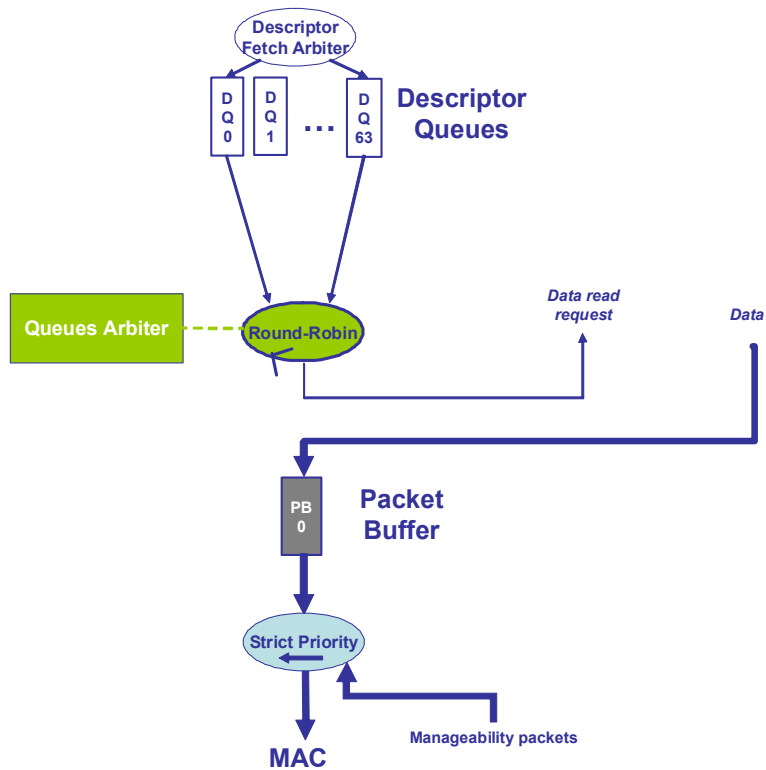 Descriptor
Fetch Arbiter
D
Q
0
D
Q
1
...
D
Q
63
Descriptor
Queues
Queues Arbiter
Round-Robin
Data read
request
Data
PB
0
Packet
Buffer
Strict Priority
Manageability packets
MAC